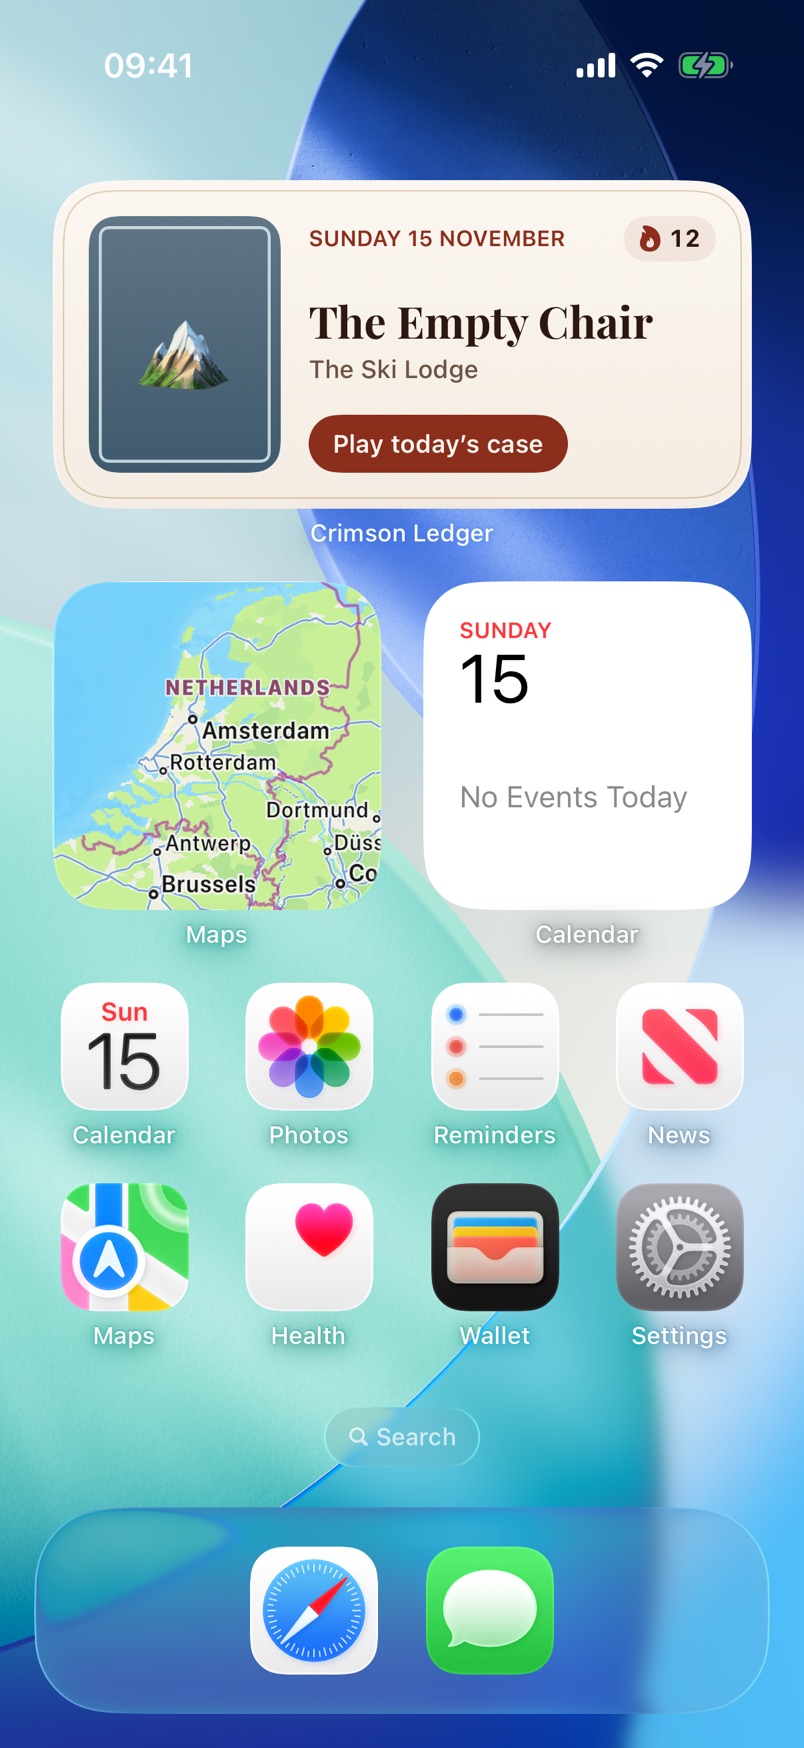 09:41
SUNDAY 15 NOVEMBER
12
The Empty Chair
The Ski Lodge
Play today’s case
Crimson Ledger
NETHERLANDS
Amsterdam
Rotterdam
Dortmund
Antwerp
Düss
Brussels
Co
Maps
SUNDAY
15
No Events Today
Calendar
Sun
15
Calendar
Photos
Reminders
News
Maps
Health
Wallet
Settings
Search